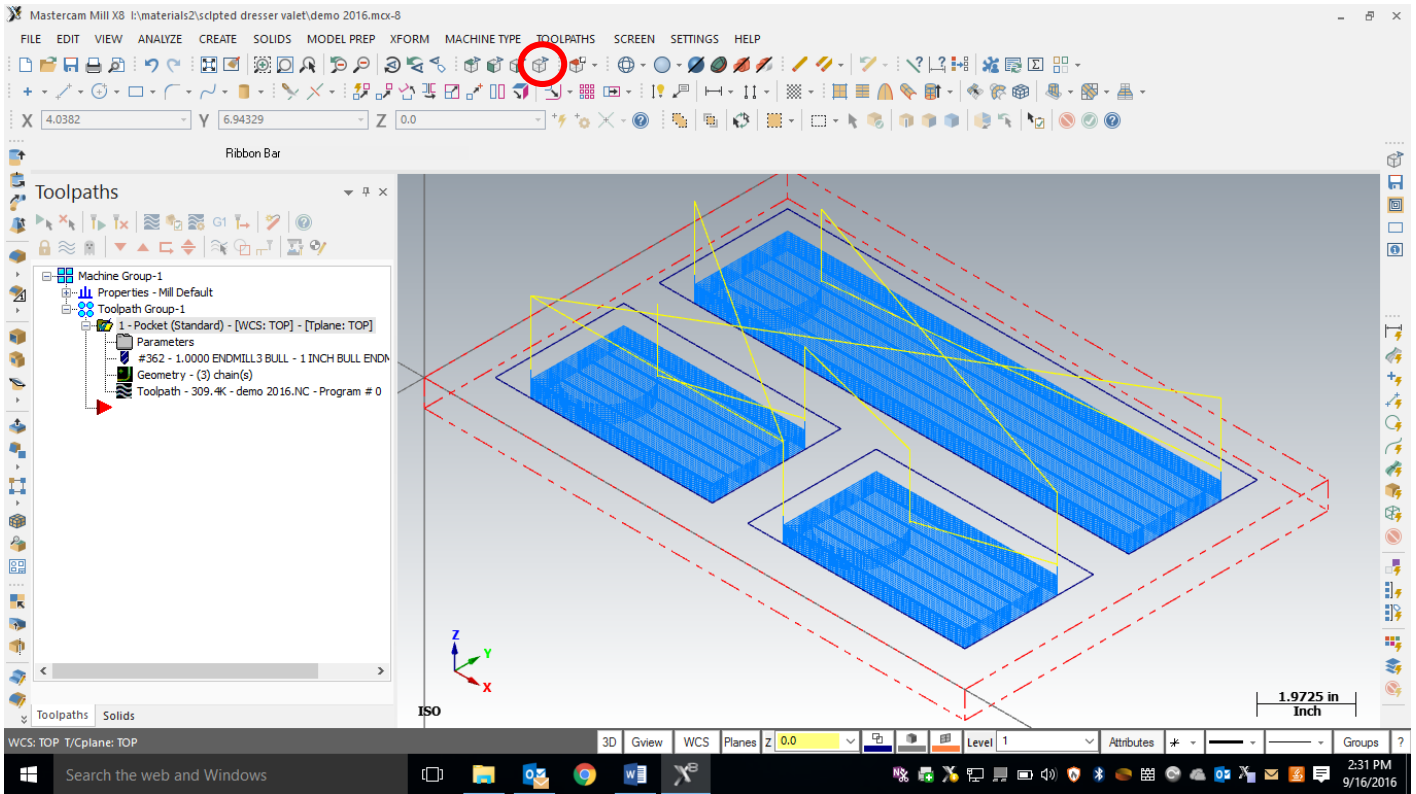 Mastercam Mill X8 I:\materials2\sclpted dresser valet\demo 2016.mcx-8
FILE EDIT VIEW ANALYZE CREATE SOLIDS MODEL PREP XFORM MACHINE TYPE TOOLPATHS SCREEN SETTINGS HELP
X 4.0382 Y 6.94329 Z 0.0
Ribbon Bar
Toolpaths
G1
Machine Group-1
Properties - Mill Default
Toolpath Group-1
1 - Pocket (Standard) - [WCS: TOP] - [Tplane: TOP]
Parameters
#362 - 1.0000 ENDMILL3 BULL - 1 INCH BULL ENDM
Geometry - (3) chain(s)
Toolpath - 309.4K - demo 2016.NC - Program # 0
Z
Y
X
ISO
1.9725 in
Inch
Toolpaths Solids
WCS: TOP T/Cplane: TOP
3D Gview WCS Planes Z 0.0 Level 1 Attributes Groups ?
Search the web and Windows
2:31 PM
9/16/2016